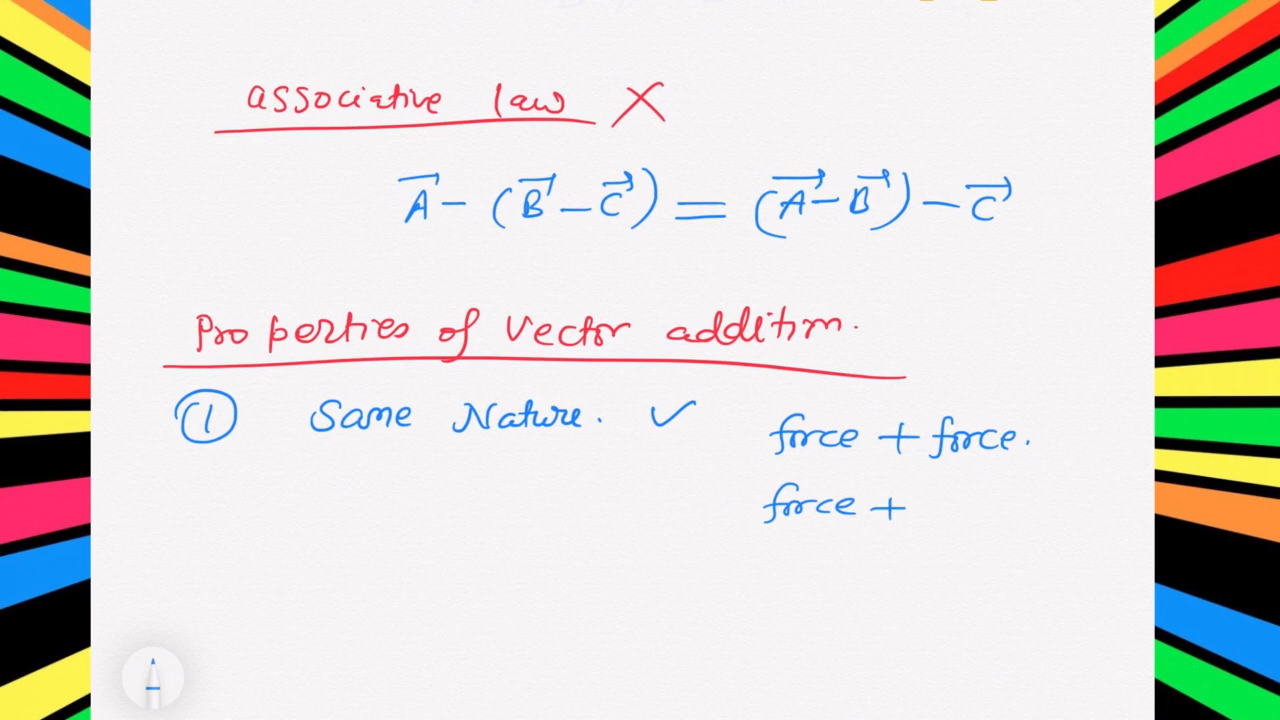 associative law ✗
A⃗ − (B⃗ − C⃗) = (A⃗ − B⃗) − C⃗
Properties of Vector addition.
① Same Nature. ✓ force + force.
force +